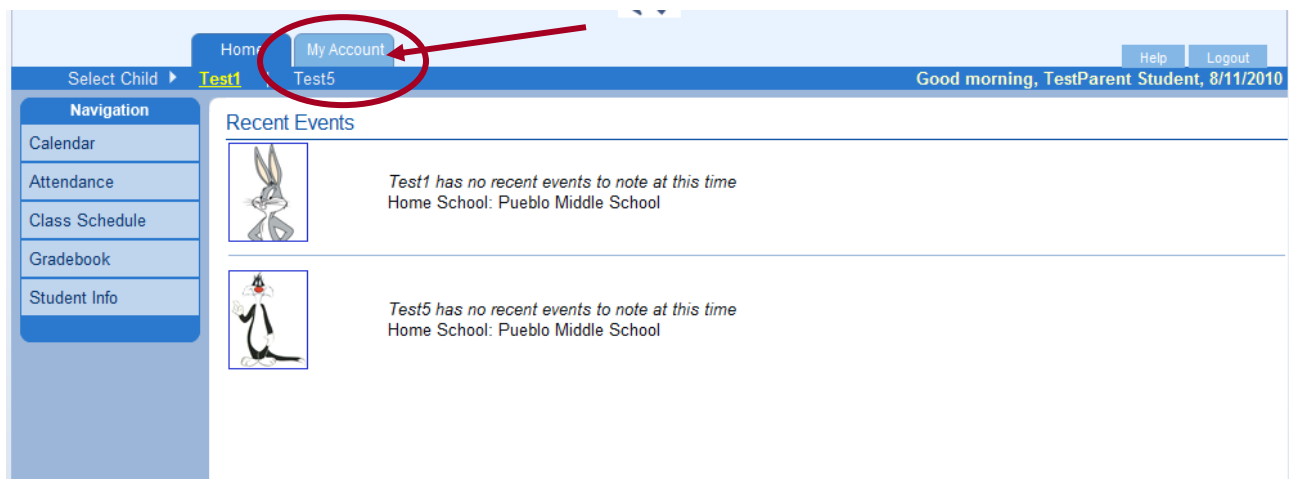 Home My Account
Help Logout
Select Child Test1 | Test5
Good morning, TestParent Student, 8/11/2010
Navigation
Calendar
Attendance
Class Schedule
Gradebook
Student Info
Recent Events
Test1 has no recent events to note at this time
Home School: Pueblo Middle School
Test5 has no recent events to note at this time
Home School: Pueblo Middle School